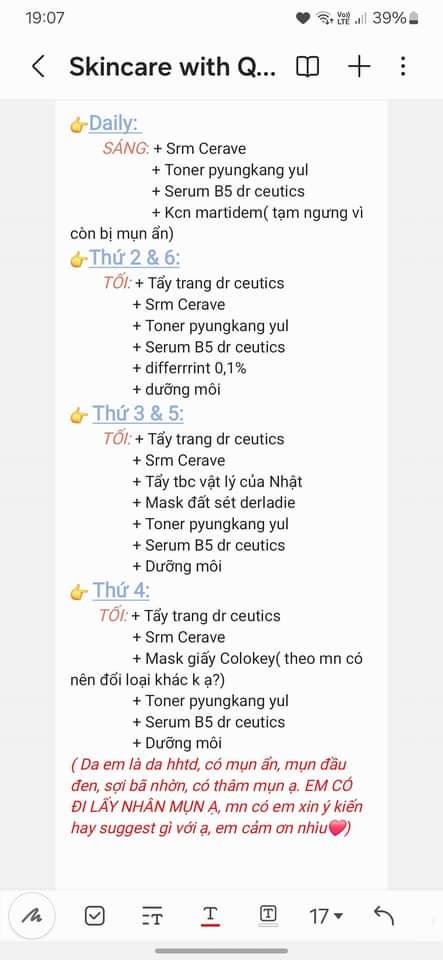 19:07
Vo))
LTE
39%
Skincare with Q...
👉Daily:
SÁNG: + Srm Cerave
+ Toner pyungkang yul
+ Serum B5 dr ceutics
+ Kcn martidem( tạm ngưng vì
còn bị mụn ẩn)
👉Thứ 2 & 6:
TỐI: + Tẩy trang dr ceutics
+ Srm Cerave
+ Toner pyungkang yul
+ Serum B5 dr ceutics
+ differrrint 0,1%
+ dưỡng môi
👉 Thứ 3 & 5:
TỐI: + Tẩy trang dr ceutics
+ Srm Cerave
+ Tẩy tbc vật lý của Nhật
+ Mask đất sét derladie
+ Toner pyungkang yul
+ Serum B5 dr ceutics
+ Dưỡng môi
👉 Thứ 4:
TỐI: + Tẩy trang dr ceutics
+ Srm Cerave
+ Mask giấy Colokey( theo mn có
nên đổi loại khác k ạ?)
+ Toner pyungkang yul
+ Serum B5 dr ceutics
+ Dưỡng môi
( Da em là da hhtd, có mụn ẩn, mụn đầu
đen, sợi bã nhờn, có thâm mụn ạ. EM CÓ
ĐI LẤY NHÂN MỤN Ạ, mn có em xin ý kiến
hay suggest gì với ạ, em cảm ơn nhìu💖)
T
T
T
17